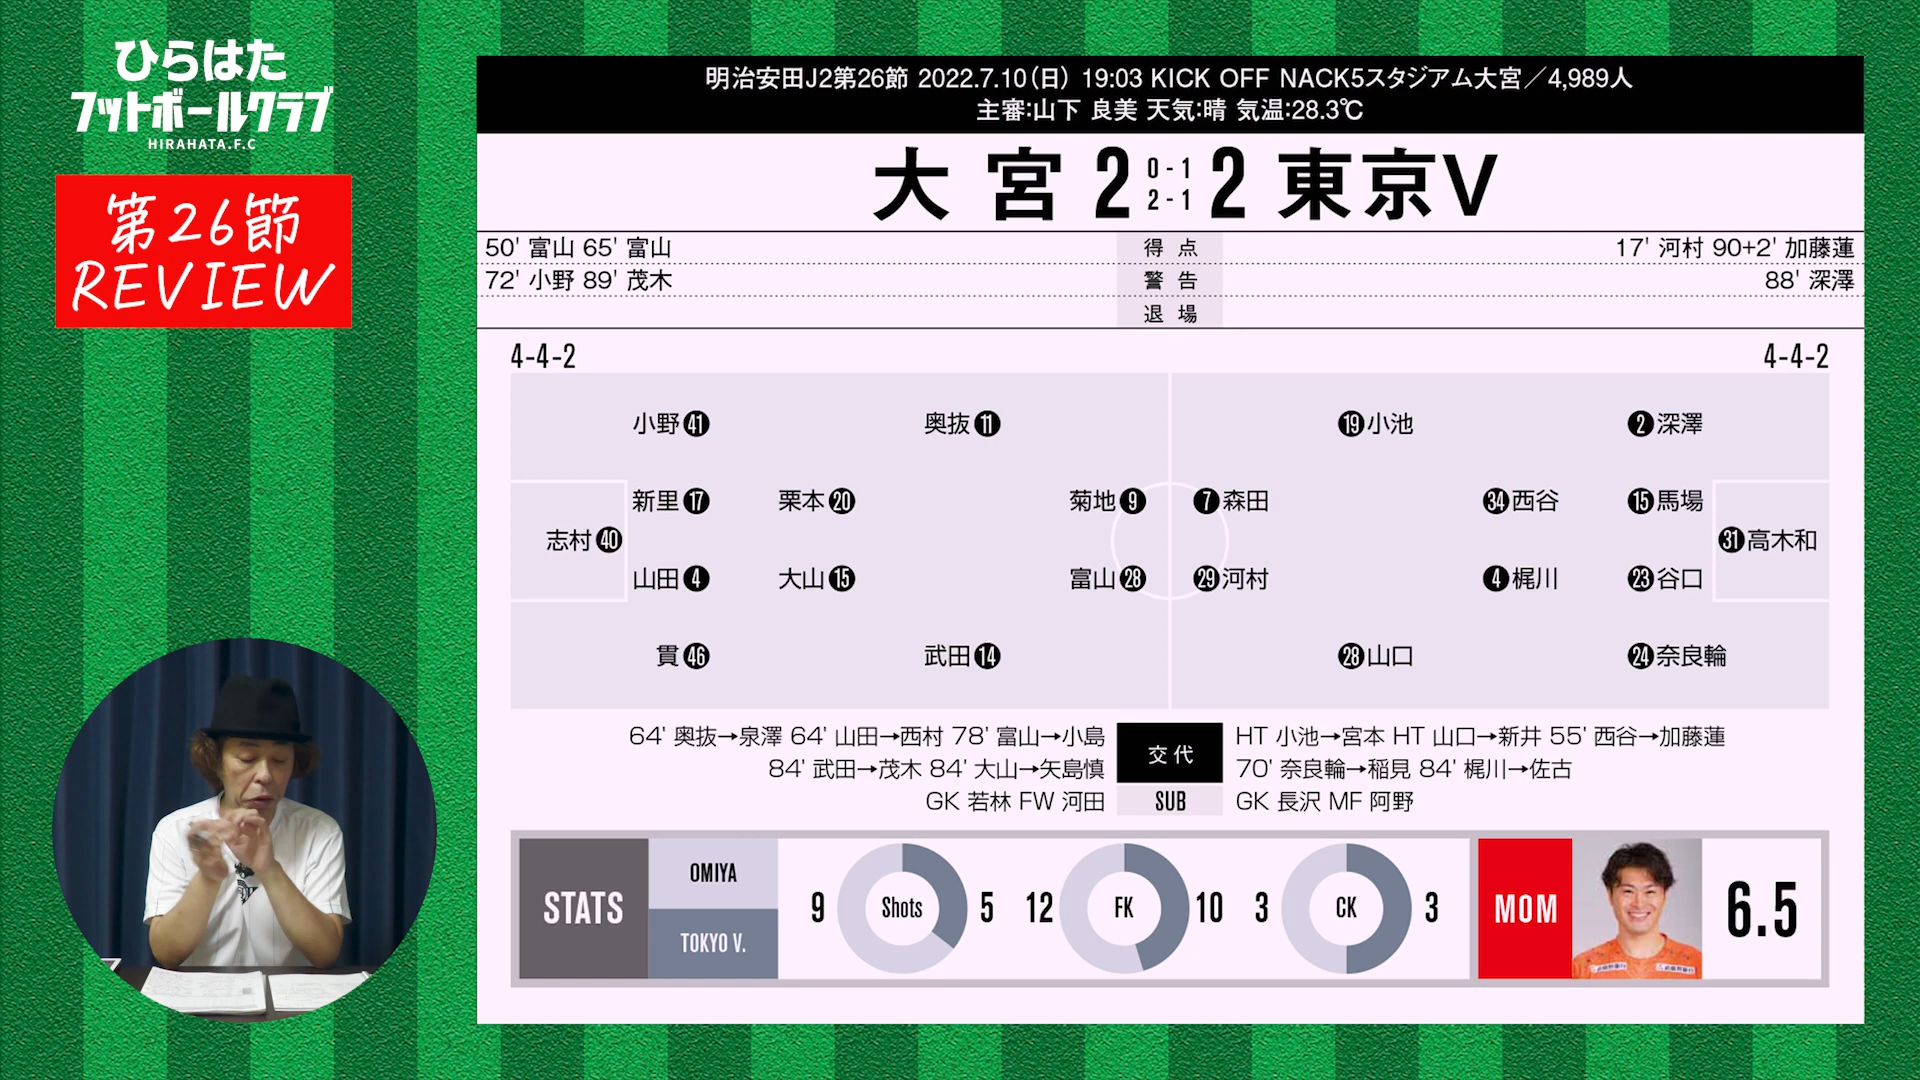 ひらはた
フットボールクラブ
HIRAHATA.F.C
第26節
REVIEW
明治安田J2第26節 2022.7.10(日) 19:03 KICK OFF NACK5スタジアム大宮／4,989人
主審:山下 良美 天気:晴 気温:28.3℃
大宮 2 0-1 2-1 2 東京V
50' 富山 65' 富山 得点 17' 河村 90+2' 加藤蓮
72' 小野 89' 茂木 警告 88' 深澤
退場
4-4-2 4-4-2
小野 41 奥抜 11 19 小池 2 深澤
新里 17 栗本 20 菊地 9 7 森田 34 西谷 15 馬場
志村 40 31 高木和
山田 4 大山 15 富山 28 29 河村 4 梶川 23 谷口
貫 46 武田 14 28 山口 24 奈良輪
64' 奥抜→泉澤 64' 山田→西村 78' 富山→小島 交代 HT 小池→宮本 HT 山口→新井 55' 西谷→加藤蓮
84' 武田→茂木 84' 大山→矢島慎 70' 奈良輪→稲見 84' 梶川→佐古
GK 若林 FW 河田 SUB GK 長沢 MF 阿野
STATS OMIYA 9 Shots 5 12 FK 10 3 CK 3 MOM 6.5
TOKYO V.